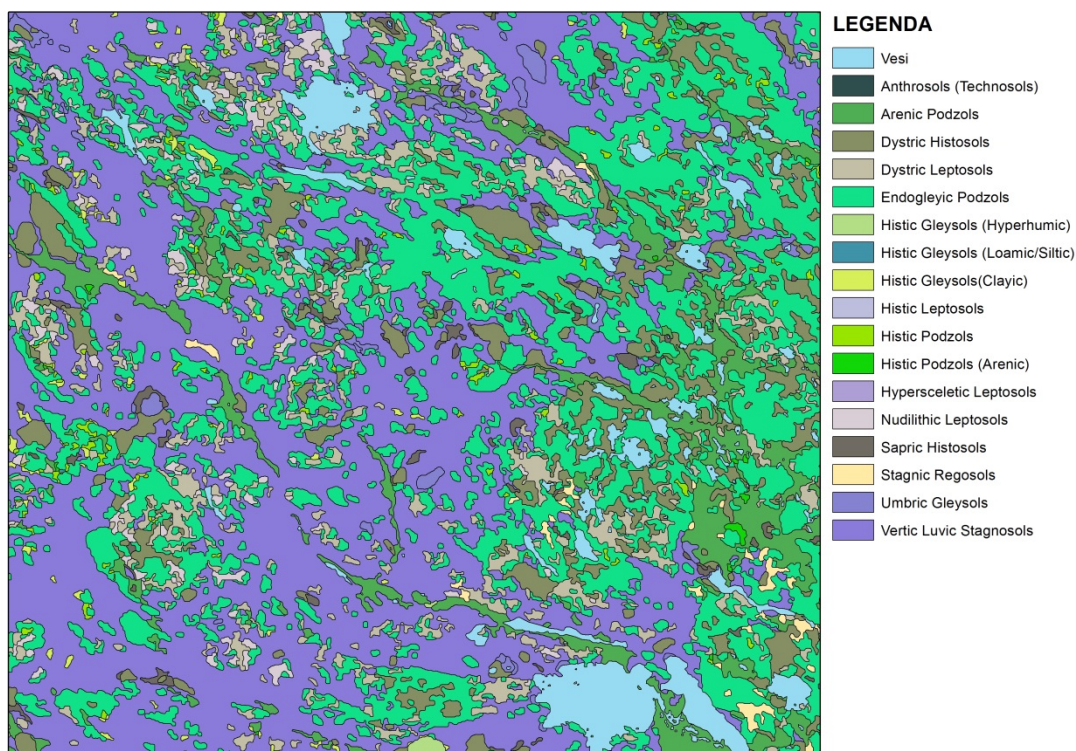 LEGENDA
Vesi
Anthrosols (Technosols)
Arenic Podzols
Dystric Histosols
Dystric Leptosols
Endogleyic Podzols
Histic Gleysols (Hyperhumic)
Histic Gleysols (Loamic/Siltic)
Histic Gleysols(Clayic)
Histic Leptosols
Histic Podzols
Histic Podzols (Arenic)
Hypersceletic Leptosols
Nudilithic Leptosols
Sapric Histosols
Stagnic Regosols
Umbric Gleysols
Vertic Luvic Stagnosols